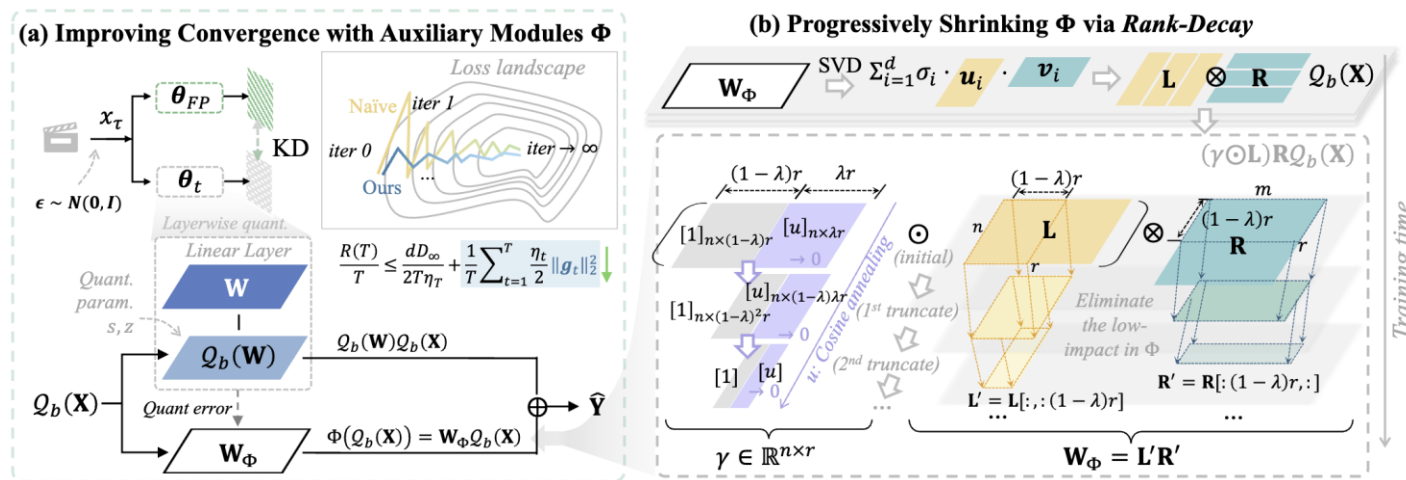 (a) Improving Convergence with Auxiliary Modules Φ
θ_FP
x_τ
KD
θ_t
ϵ ~ N(0, I)
Loss landscape
Naïve
iter 1
iter 0
iter → ∞
Ours
...
Layerwise quant.
Linear Layer
Quant. param. s, z
W
R(T)/T ≤ dD_∞/2Tη_T + 1/T ∑_{t=1}^{T} η_t/2 ‖g_t‖_2^2
Q_b(W)
Q_b(W)Q_b(X)
Q_b(X)
Quant error
⊕
Ŷ
W_Φ
Φ(Q_b(X)) = W_ΦQ_b(X)
(b) Progressively Shrinking Φ via Rank-Decay
W_Φ
SVD
Σ_{i=1}^{d} σ_i · u_i · v_i
L ⊗ R Q_b(X)
(γ⊙L)RQ_b(X)
(1 − λ)r
λr
[1]_{n×(1−λ)r}
[u]_{n×λr}
→ 0
[1]_{n×(1−λ)^2 r}
[u]_{n×(1−λ)λr}
→ 0
[1]
[u]
→ 0
u: Cosine annealing
γ ∈ ℝ^{n×r}
⊙
(initial)
(1st truncate)
(2nd truncate)
...
(1 − λ)r
n
L
r
⊗
m
(1 − λ)r
R
r
Eliminate
the low-
impact in Φ
L′ = L[:, : (1 − λ)r]
...
R′ = R[: (1 − λ)r, :]
...
W_Φ = L′R′
Training time